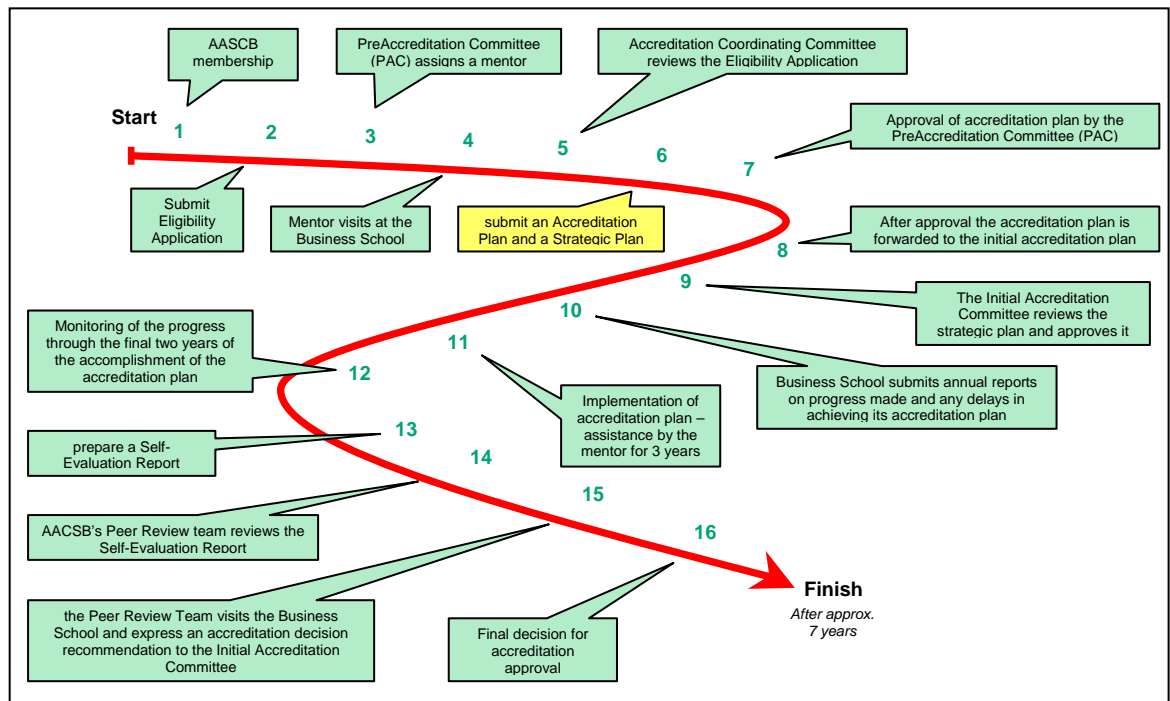 AASCB
membership
PreAccreditation Committee
(PAC) assigns a mentor
Accreditation Coordinating Committee
reviews the Eligibility Application
Start
1
2
3
4
5
6
7
Approval of accreditation plan by the
PreAccreditation Committee (PAC)
Submit
Eligibility
Application
Mentor visits at the
Business School
submit an Accreditation
Plan and a Strategic Plan
8
After approval the accreditation plan is
forwarded to the initial accreditation plan
9
The Initial Accreditation
Committee reviews the
strategic plan and approves it
10
Business School submits annual reports
on progress made and any delays in
achieving its accreditation plan
11
Implementation of
accreditation plan –
assistance by the
mentor for 3 years
Monitoring of the progress
through the final two years of
the accomplishment of the
accreditation plan
12
13
prepare a Self-
Evaluation Report
14
AACSB's Peer Review team reviews the
Self-Evaluation Report
15
the Peer Review Team visits the Business
School and express an accreditation decision
recommendation to the Initial Accreditation
Committee
16
Final decision for
accreditation
approval
Finish
After approx.
7 years